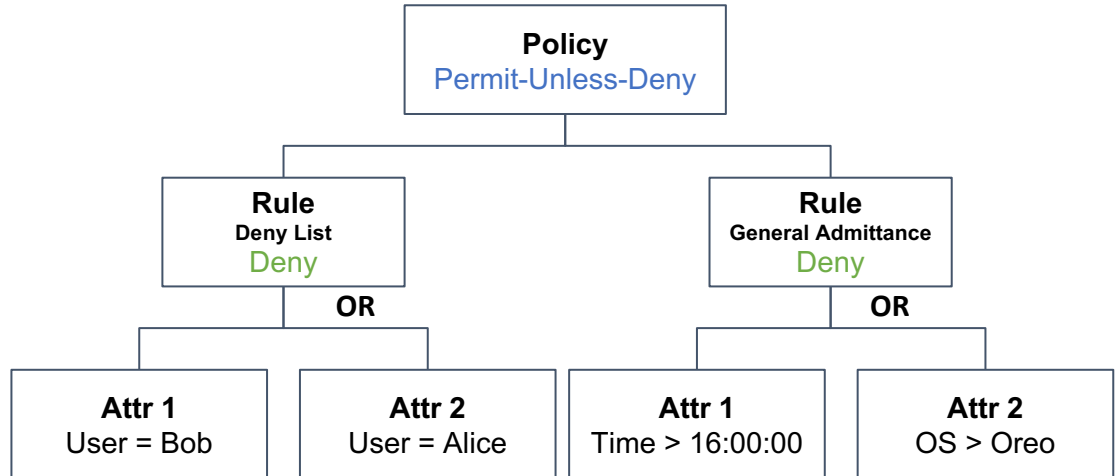 Policy
Permit-Unless-Deny
Rule
Deny List
Deny
Rule
General Admittance
Deny
OR
OR
Attr 1
User = Bob
Attr 2
User = Alice
Attr 1
Time > 16:00:00
Attr 2
OS > Oreo